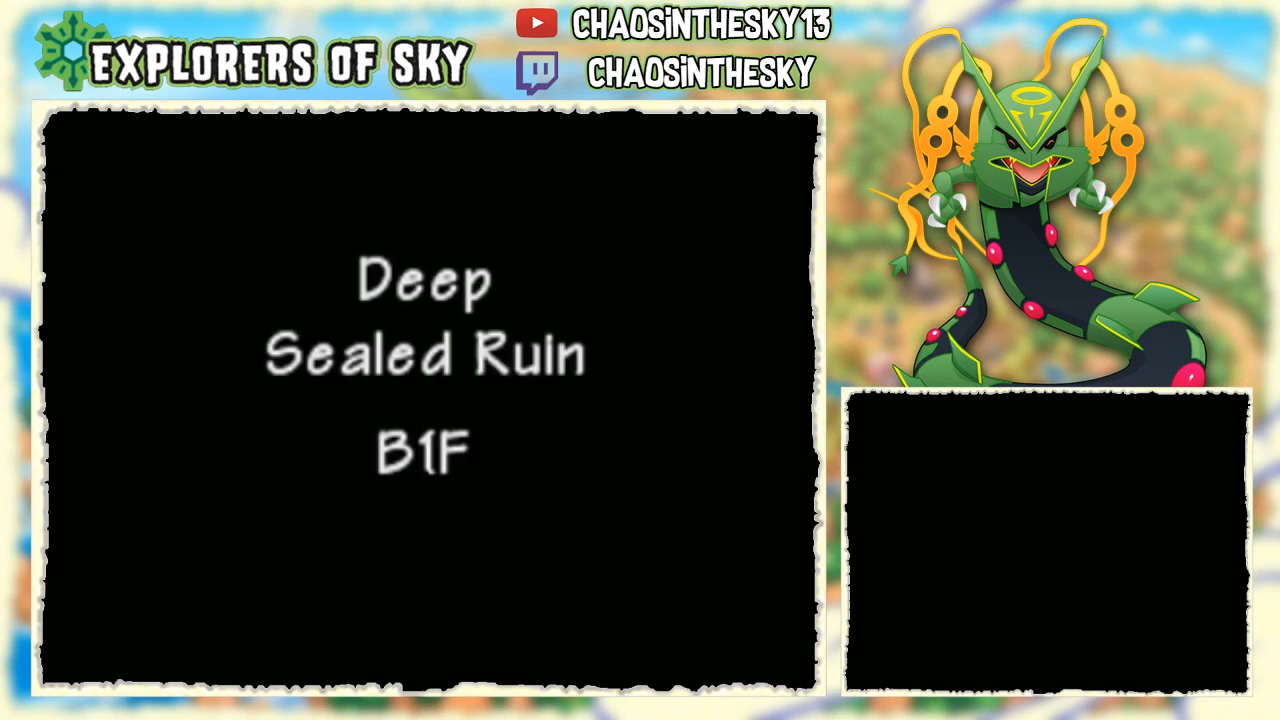 EXPLORERS OF SKY
CHAOSINTHESKY13
CHAOSINTHESKY
Deep
Sealed Ruin
B1F